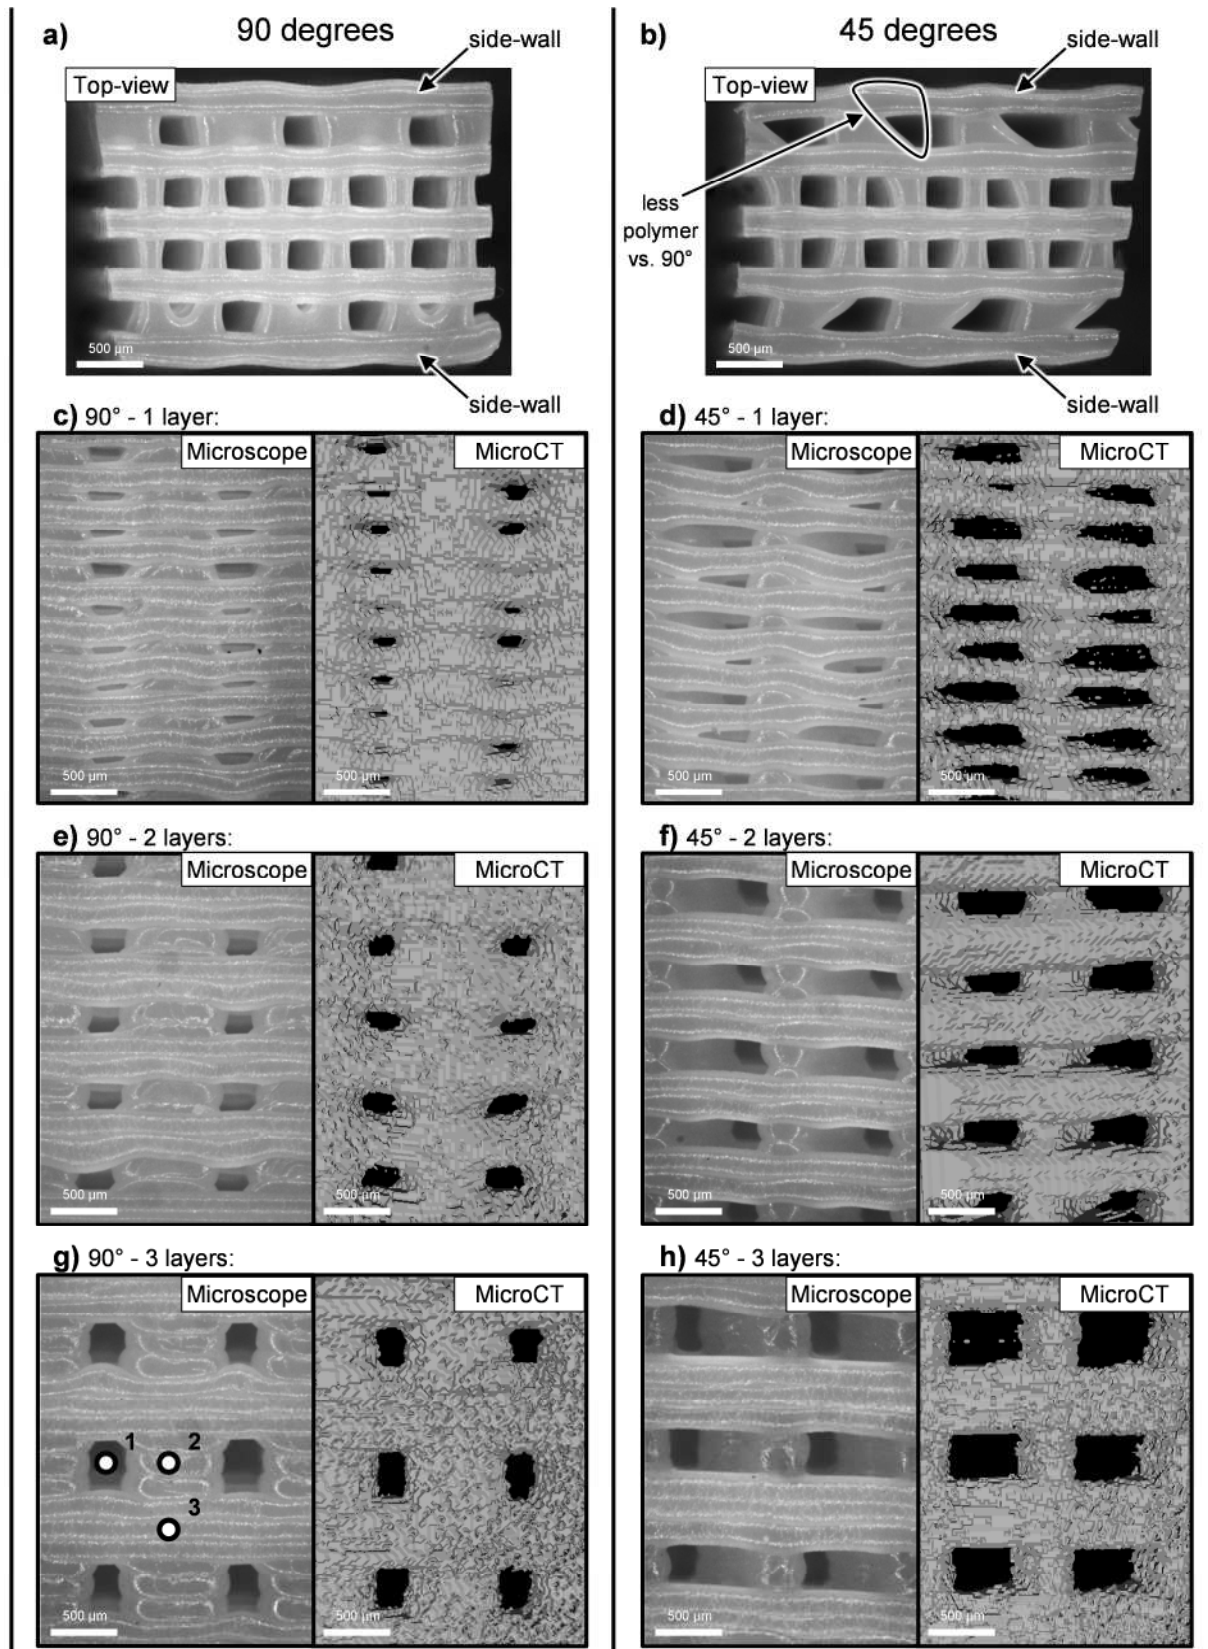 a) 90 degrees
side-wall
Top-view
500 µm
side-wall
b) 45 degrees
side-wall
Top-view
less
polymer
vs. 90°
500 µm
side-wall
c) 90° - 1 layer:
Microscope
MicroCT
500 µm
500 µm
d) 45° - 1 layer:
Microscope
MicroCT
500 µm
500 µm
e) 90° - 2 layers:
Microscope
MicroCT
500 µm
500 µm
f) 45° - 2 layers:
Microscope
MicroCT
500 µm
500 µm
g) 90° - 3 layers:
Microscope
MicroCT
1
2
3
500 µm
500 µm
h) 45° - 3 layers:
Microscope
MicroCT
500 µm
500 µm